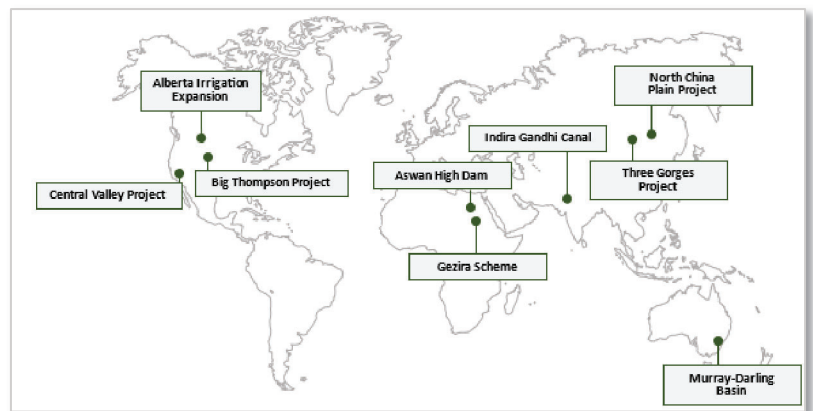 Alberta Irrigation
Expansion
North China
Plain Project
Indira Gandhi Canal
Aswan High Dam
Three Gorges
Project
Central Valley Project
Big Thompson Project
Gezira Scheme
Murray-Darling
Basin